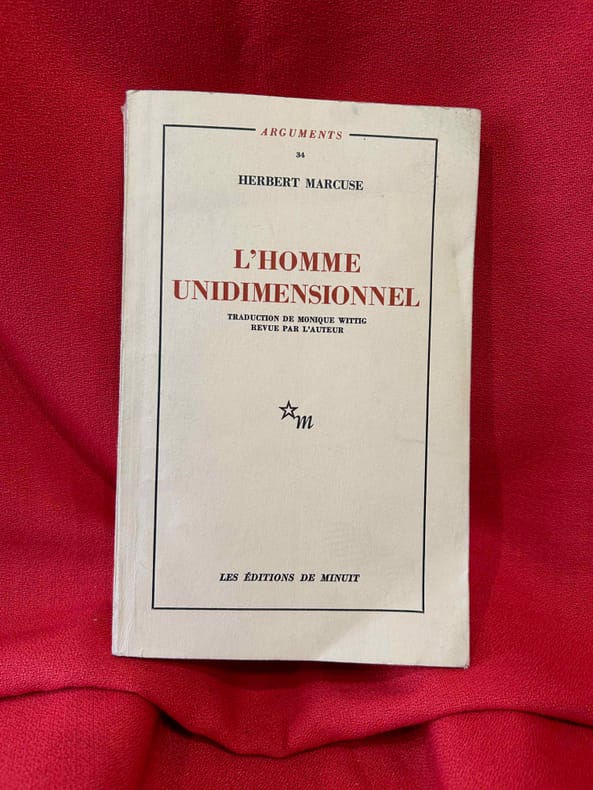 ARGUMENTS
34
HERBERT MARCUSE
L'HOMME
UNIDIMENSIONNEL
TRADUCTION DE MONIQUE WITTIG
REVUE PAR L'AUTEUR
m
LES ÉDITIONS DE MINUIT